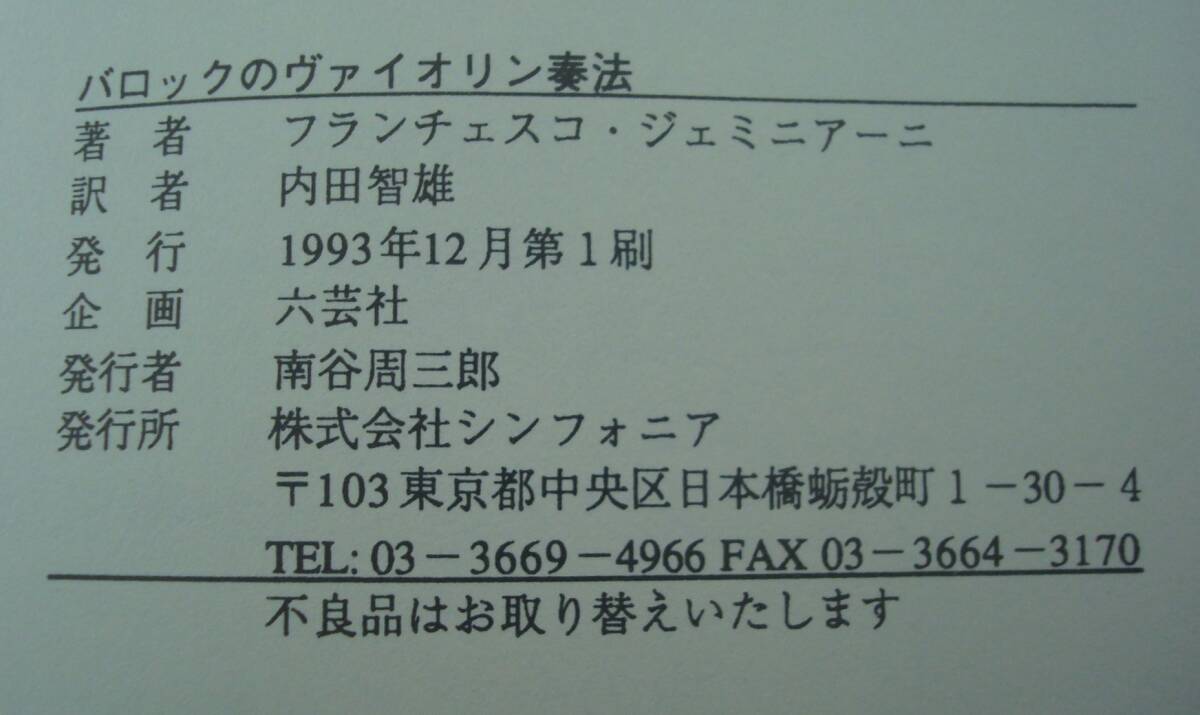 バロックのヴァイオリン奏法
著　者　フランチェスコ・ジェミニアーニ
訳　者　内田智雄
発　行　1993年12月第1刷
企　画　六芸社
発行者　南谷周三郎
発行所　株式会社シンフォニア
〒103東京都中央区日本橋蛎殻町1－30－4
TEL: 03－3669－4966 FAX 03－3664－3170
不良品はお取り替えいたします